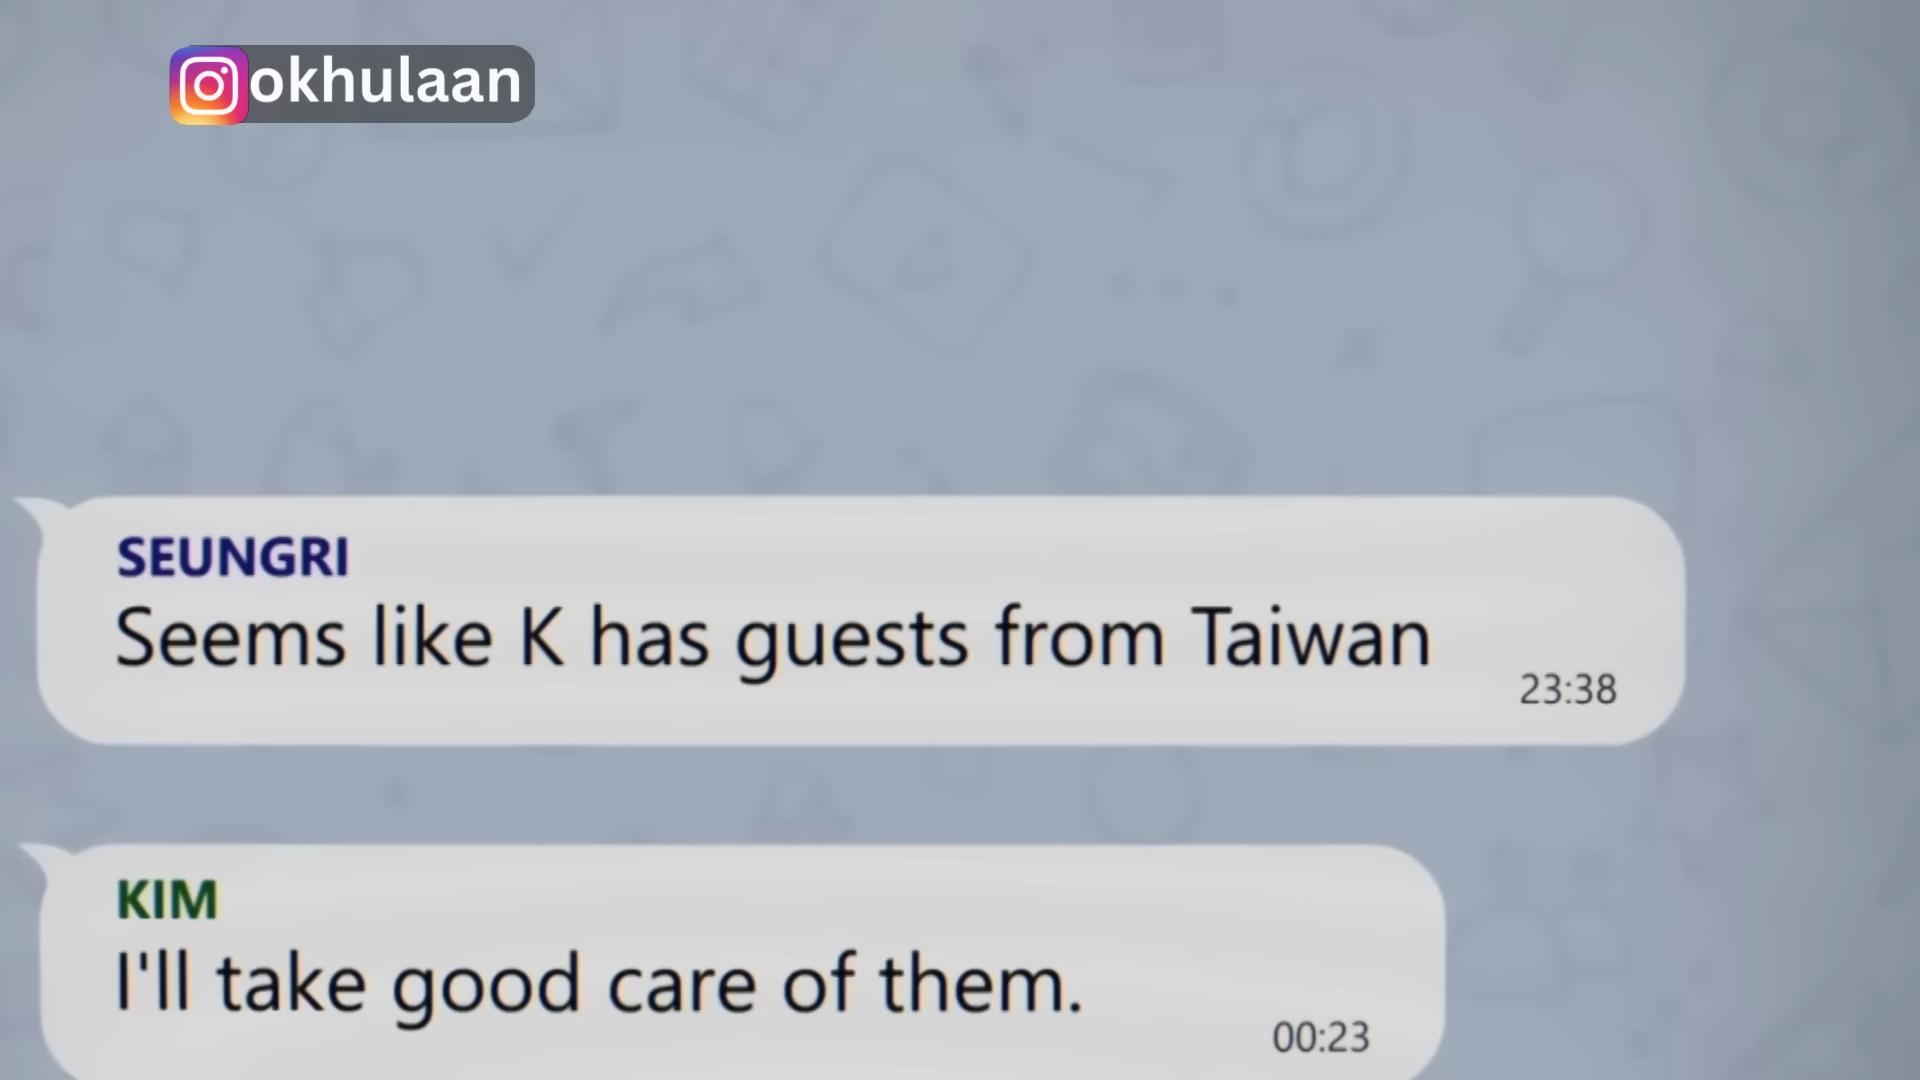 okhulaan
SEUNGRI
Seems like K has guests from Taiwan
23:38
KIM
I'll take good care of them.
00:23